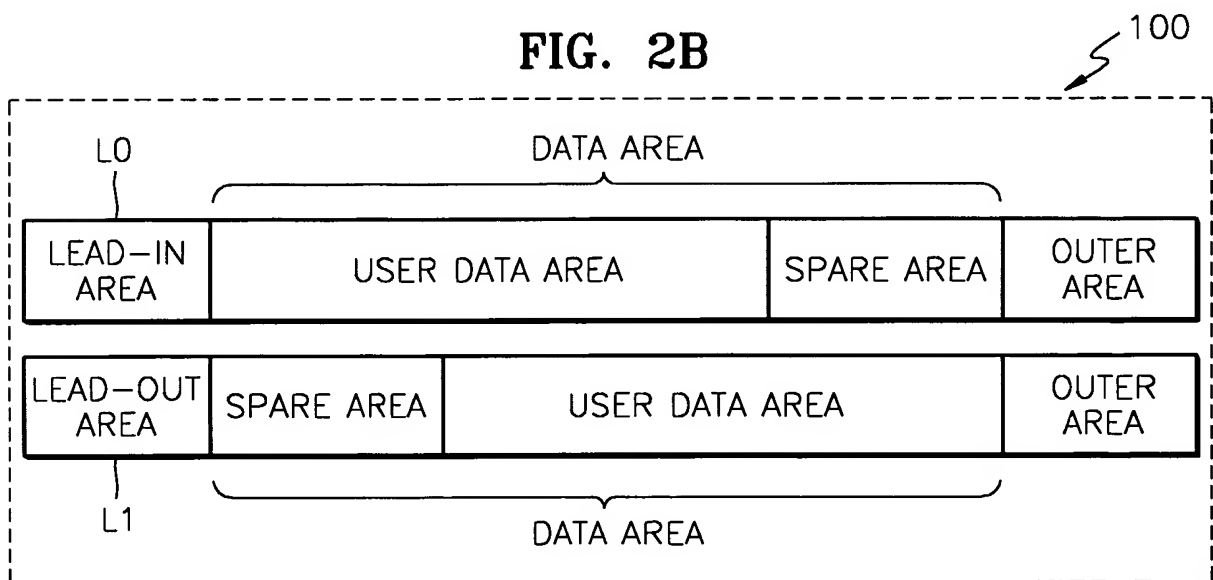 FIG. 2B
100
L0
DATA AREA
LEAD-IN
AREA
USER DATA AREA
SPARE AREA
OUTER
AREA
LEAD-OUT
AREA
SPARE AREA
USER DATA AREA
OUTER
AREA
L1
DATA AREA